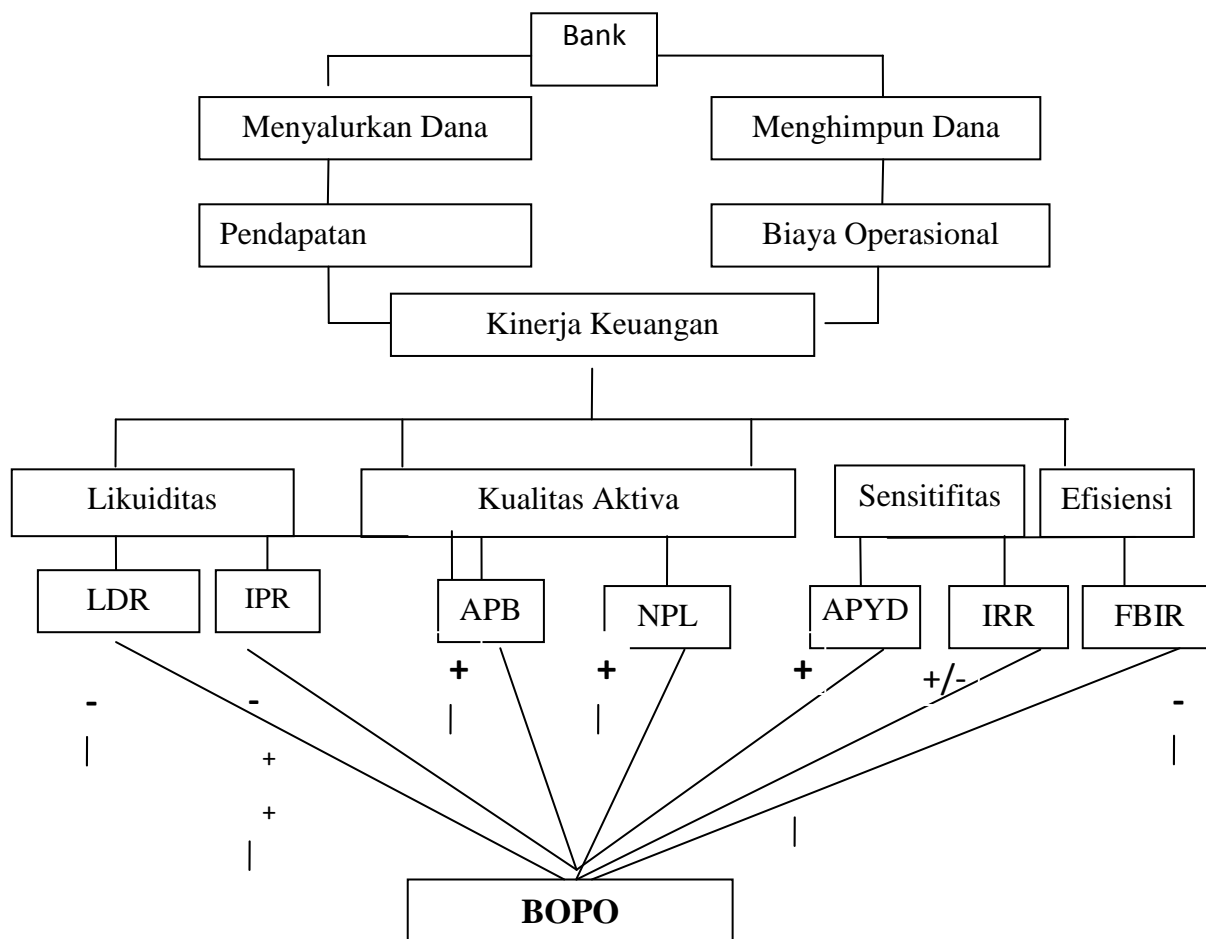 Bank
Menyalurkan Dana
Menghimpun Dana
Pendapatan
Biaya Operasional
Kinerja Keuangan
Likuiditas
Kualitas Aktiva
Sensitifitas
Efisiensi
LDR
IPR
APB
NPL
APYD
IRR
FBIR
+
+
+
+/-
-
-
-
+
+
BOPO